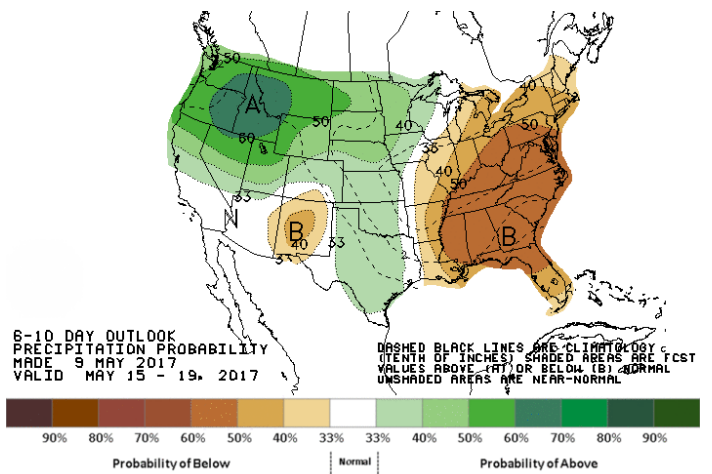 50
A
60
50
40
33
N
B
40
33
33
2
40
50
33
40
50
B
6-10 DAY OUTLOOK
PRECIPITATION PROBABILITY
MADE 9 MAY 2017
VALID MAY 15 - 19, 2017
DASHED BLACK LINES ARE CLIMATOLOGY
(TENTH OF INCHES) SHADED AREAS ARE FCST
VALUES ABOVE (A) OR BELOW (B) NORMAL
UNSHADED AREAS ARE NEAR-NORMAL
90% 80% 70% 60% 50% 40% 33% 33% 40% 50% 60% 70% 80% 90%
Probability of Below Normal Probability of Above